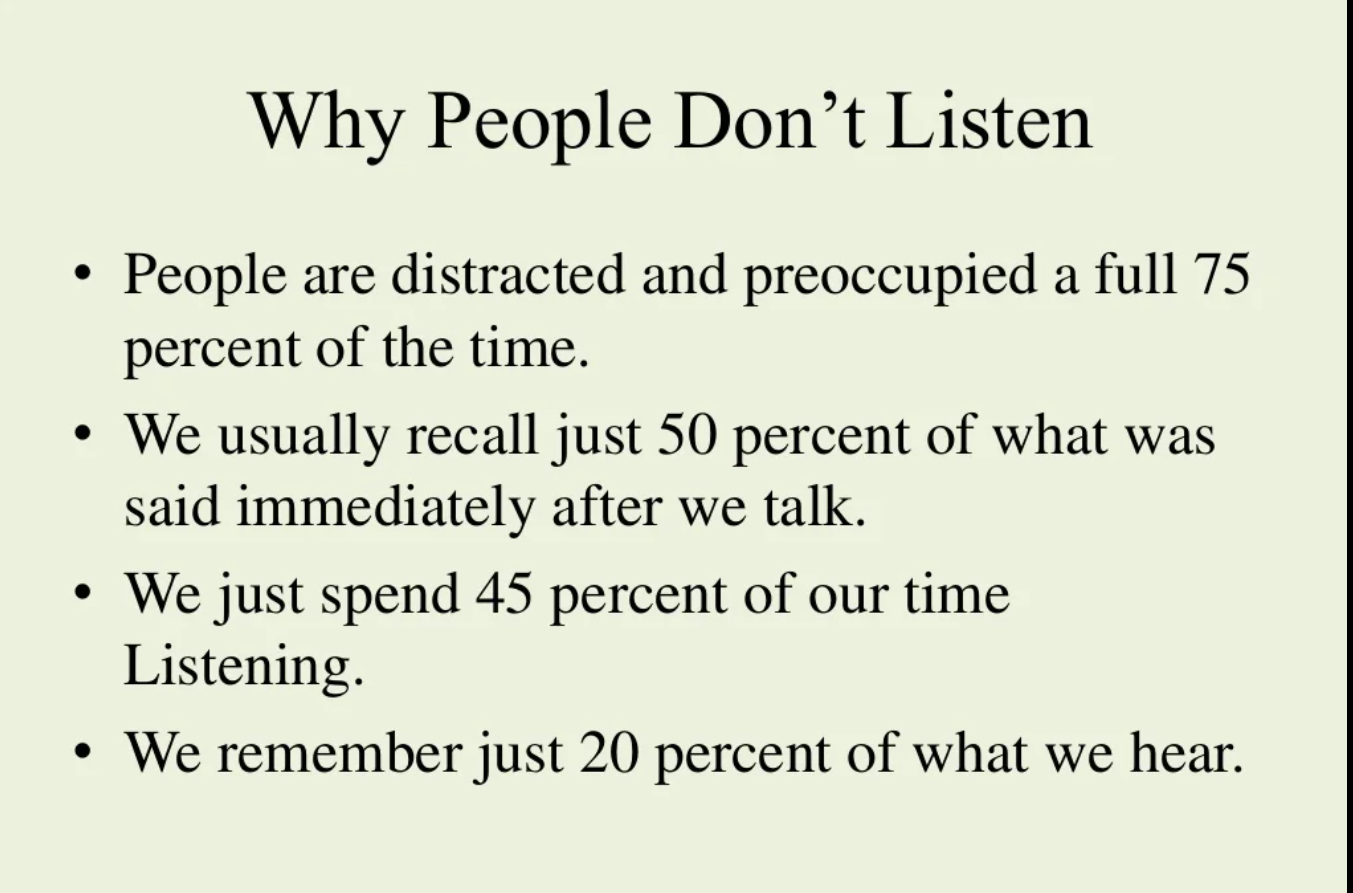 Why People Don’t Listen
• People are distracted and preoccupied a full 75
percent of the time.
• We usually recall just 50 percent of what was
said immediately after we talk.
• We just spend 45 percent of our time
Listening.
• We remember just 20 percent of what we hear.